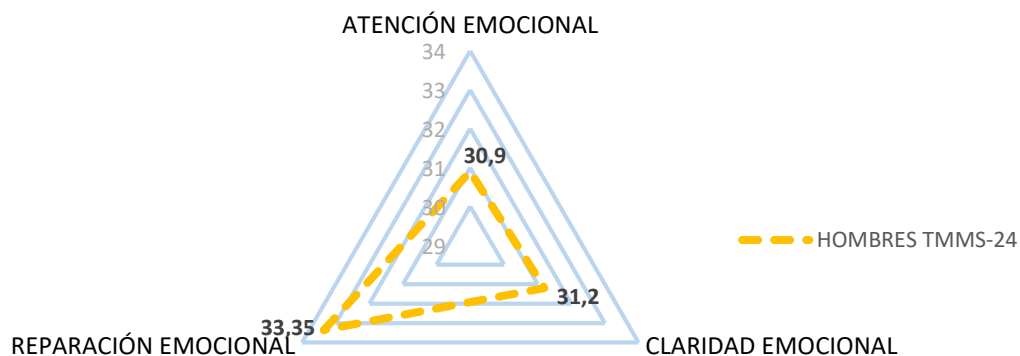 ATENCIÓN EMOCIONAL
34
33
32
31
30
29
30,9
31,2
33,35
REPARACIÓN EMOCIONAL
CLARIDAD EMOCIONAL
HOMBRES TMMS-24